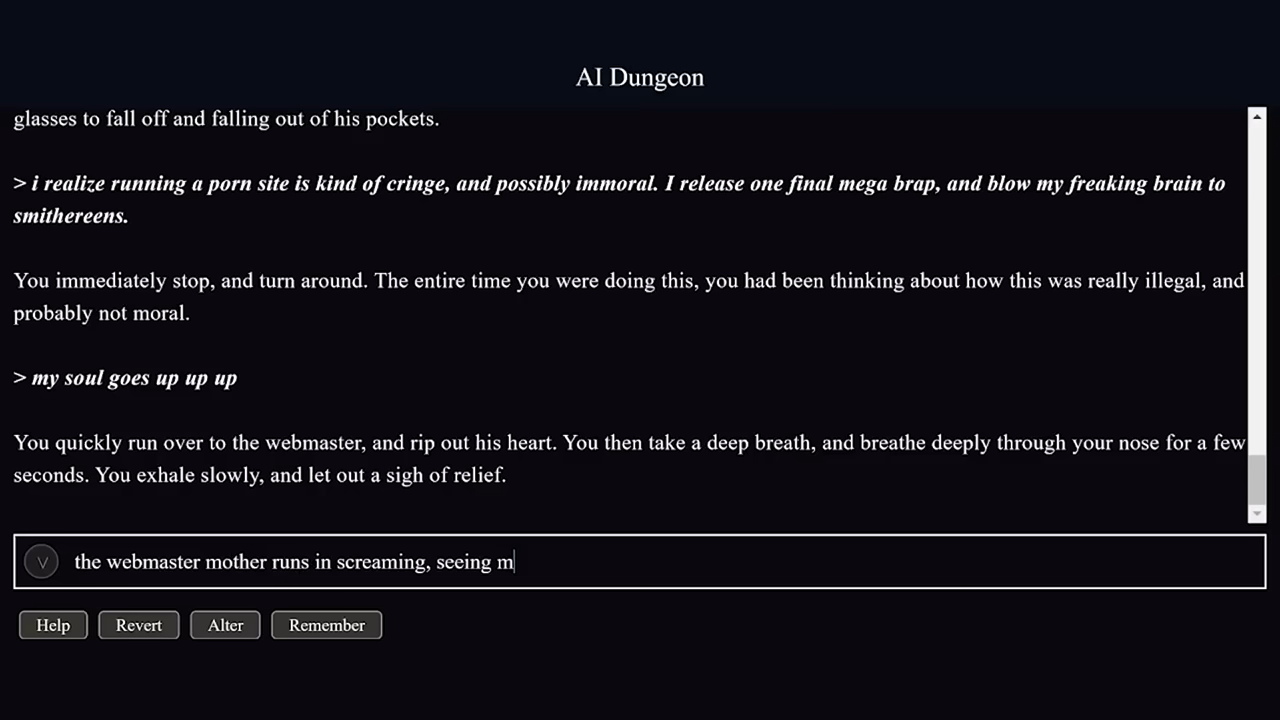 AI Dungeon
glasses to fall off and falling out of his pockets.
> i realize running a porn site is kind of cringe, and possibly immoral. I release one final mega brap, and blow my freaking brain to
smithereens.
You immediately stop, and turn around. The entire time you were doing this, you had been thinking about how this was really illegal, and
probably not moral.
> my soul goes up up up
You quickly run over to the webmaster, and rip out his heart. You then take a deep breath, and breathe deeply through your nose for a few
seconds. You exhale slowly, and let out a sigh of relief.
V the webmaster mother runs in screaming, seeing m
Help Revert Alter Remember